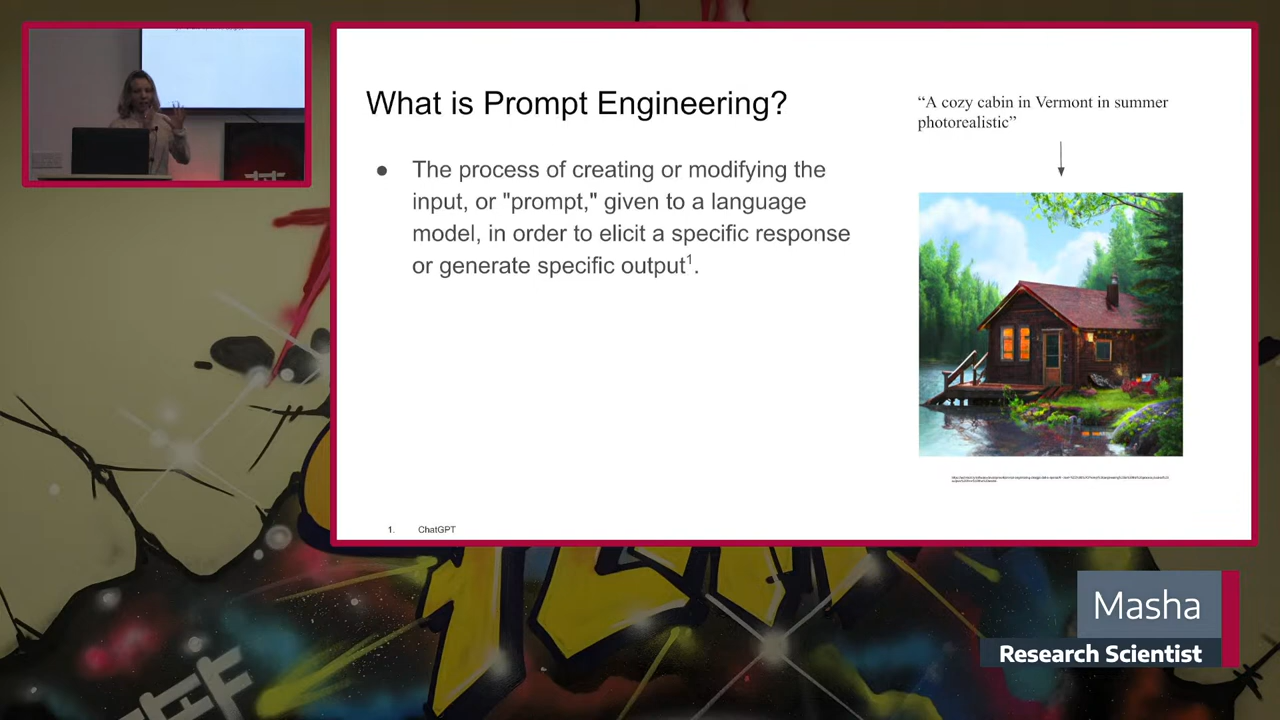 What is Prompt Engineering?
● The process of creating or modifying the
input, or "prompt," given to a language
model, in order to elicit a specific response
or generate specific output¹.
“A cozy cabin in Vermont in summer
photorealistic”
1. ChatGPT
Masha
Research Scientist